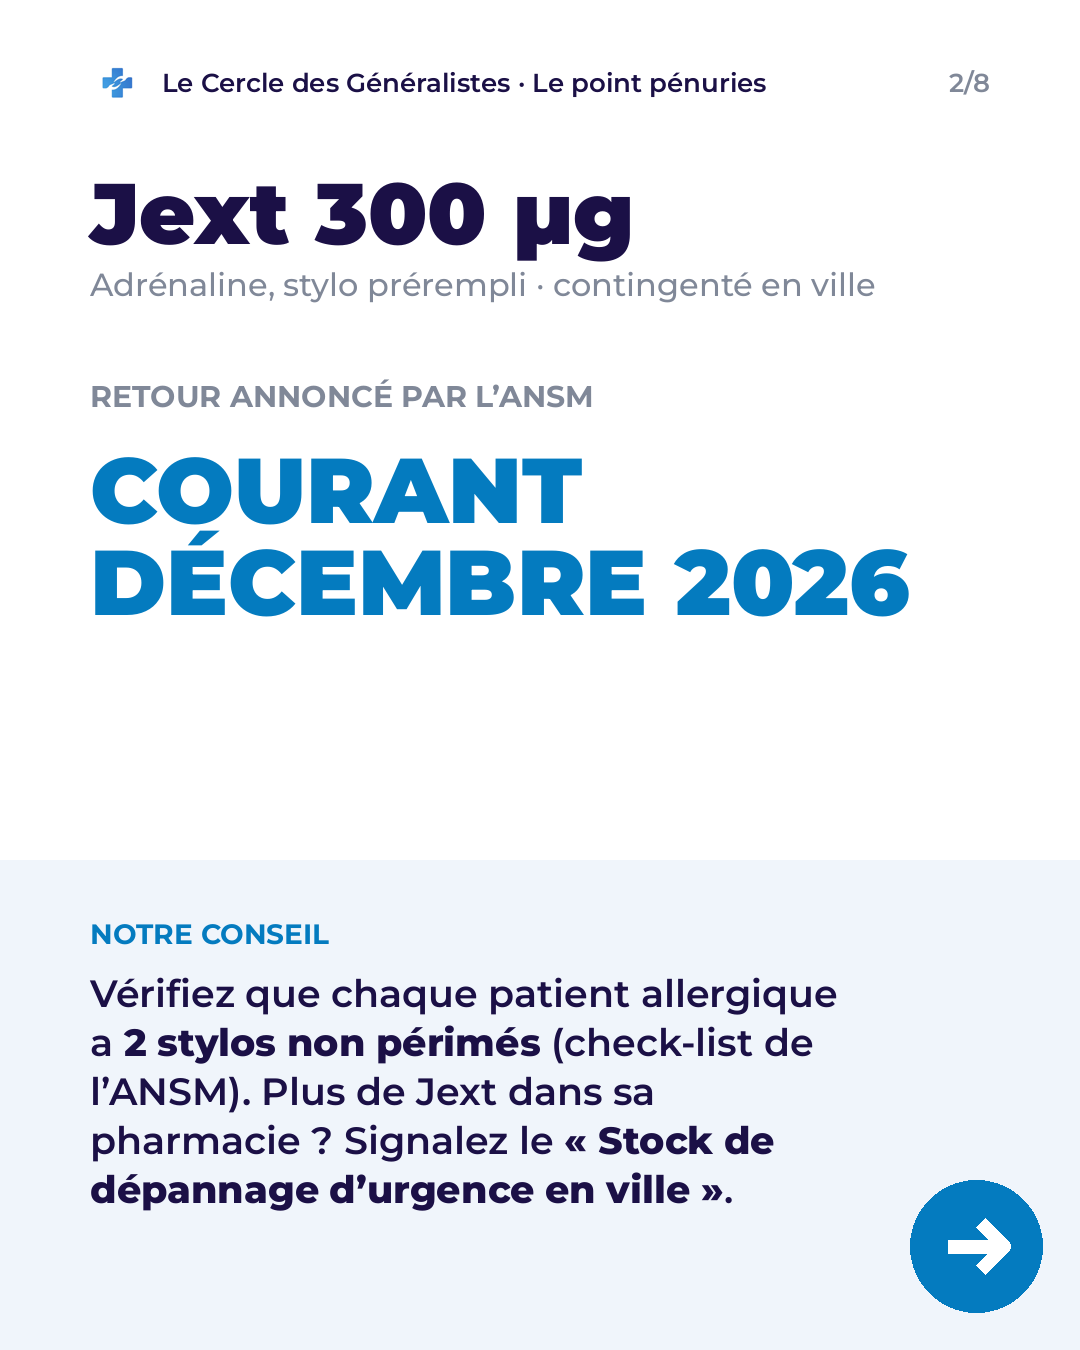 Le Cercle des Généralistes · Le point pénuries
2/8
Jext 300 µg
Adrénaline, stylo prérempli · contingenté en ville
RETOUR ANNONCÉ PAR L’ANSM
COURANT
DÉCEMBRE 2026
NOTRE CONSEIL
Vérifiez que chaque patient allergique
a 2 stylos non périmés (check-list de
l’ANSM). Plus de Jext dans sa
pharmacie ? Signalez le « Stock de
dépannage d’urgence en ville ».